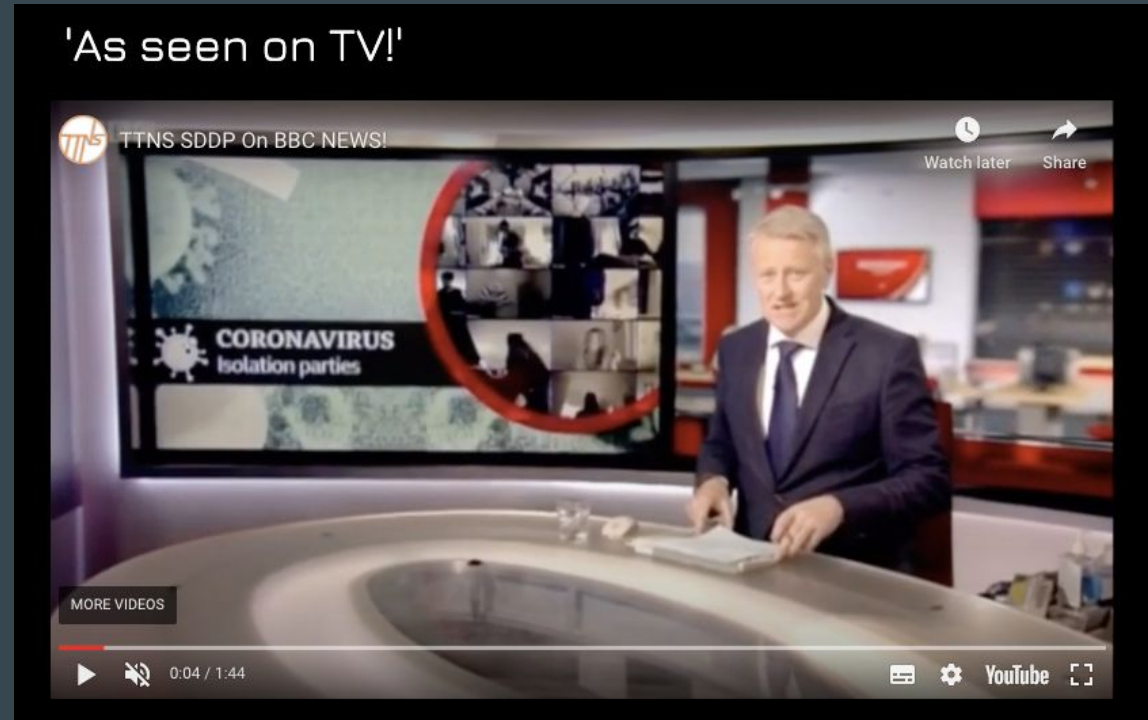 'As seen on TV!'
TTNS
TTNS SDDP On BBC NEWS!
Watch later
Share
CORONAVIRUS
Isolation parties
MORE VIDEOS
0:04 / 1:44
YouTube